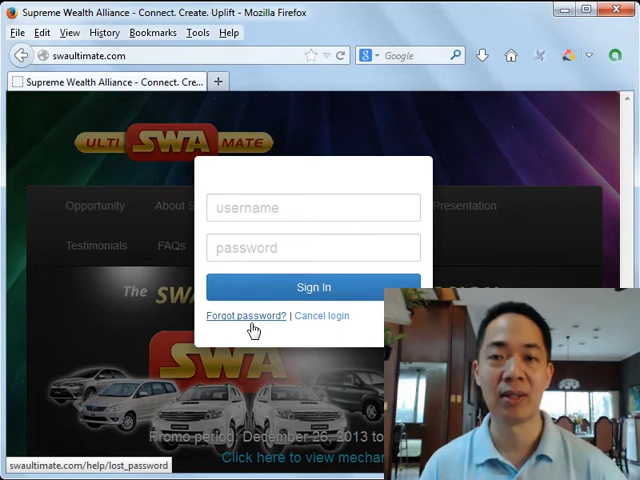 Supreme Wealth Alliance - Connect. Create. Uplift - Mozilla Firefox
File Edit View History Bookmarks Tools Help
swaultimate.com
Google
Supreme Wealth Alliance - Connect. Cre...
ULTI SWA MATE
Opportunity About S Presentation
Testimonials FAQs
username
password
Sign In
Forgot password? | Cancel login
The SWA
SWA
Promo period: December 26, 2013 to
Click here to view mechan
swaultimate.com/help/lost_password